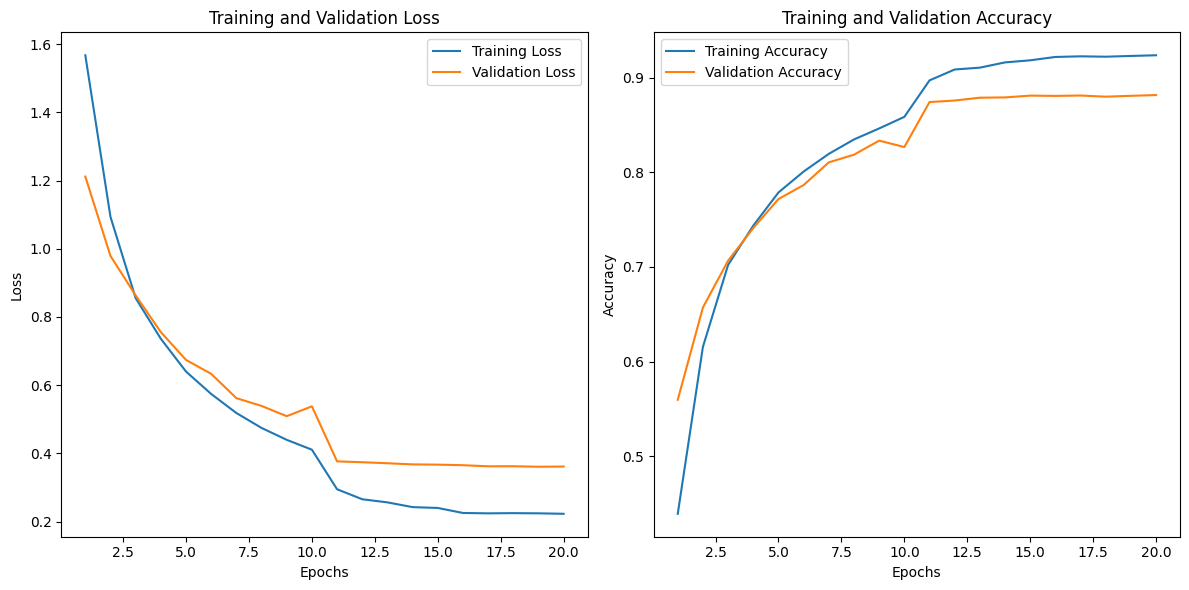 Training and Validation Loss
Training Loss
Validation Loss
1.6
1.4
1.2
1.0
0.8
0.6
0.4
0.2
Loss
2.5 5.0 7.5 10.0 12.5 15.0 17.5 20.0
Epochs
Training and Validation Accuracy
Training Accuracy
Validation Accuracy
0.9
0.8
0.7
0.6
0.5
Accuracy
2.5 5.0 7.5 10.0 12.5 15.0 17.5 20.0
Epochs